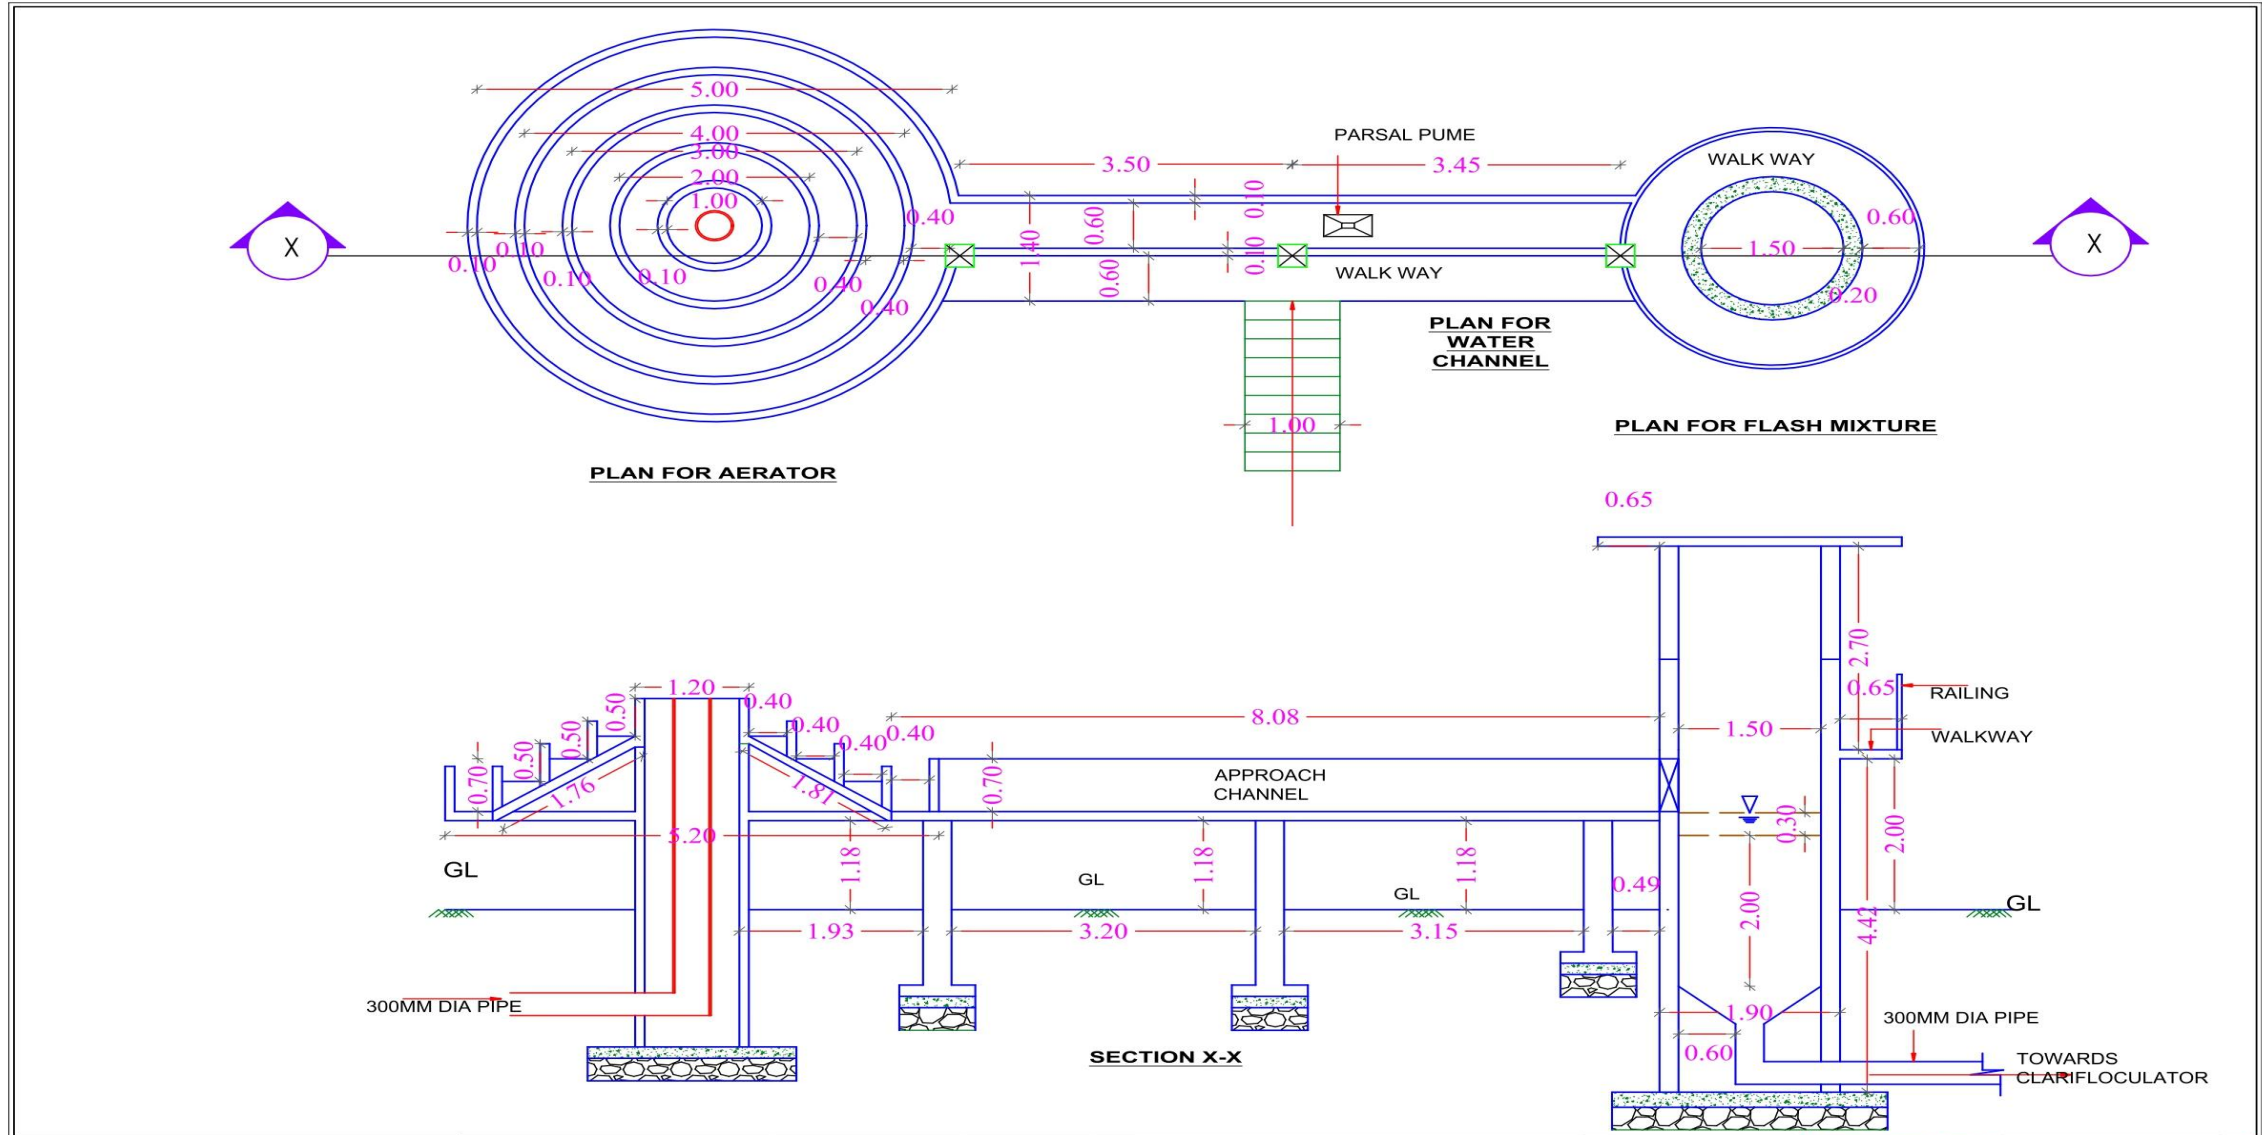 5.00
4.00
3.00
2.00
1.00
0.40
0.10
0.10
0.10
0.10
0.40
0.40
X
PLAN FOR AERATOR
PARSAL PUME
3.50
3.45
1.40
0.60
0.10
0.60
0.10
WALK WAY
1.00
PLAN FOR
WATER
CHANNEL
WALK WAY
0.60
1.50
0.20
X
PLAN FOR FLASH MIXTURE
0.65
1.20
0.50
0.50
0.50
0.70
1.76
0.40
0.40
0.40
0.40
1.81
5.20
8.08
0.70
APPROACH
CHANNEL
2.70
0.65
RAILING
1.50
WALKWAY
0.30
2.00
GL
1.18
GL
1.18
GL
1.18
0.49
2.00
4.42
GL
1.93
3.20
3.15
300MM DIA PIPE
1.90
0.60
300MM DIA PIPE
TOWARDS
CLARIFLOCULATOR
SECTION X-X